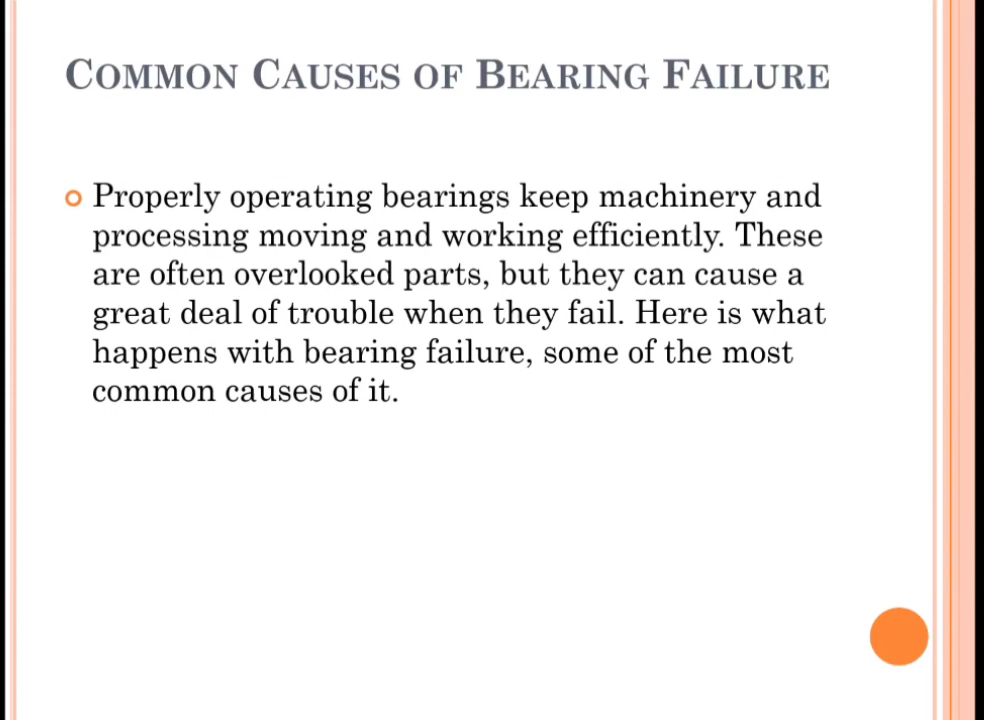 COMMON CAUSES OF BEARING FAILURE
Properly operating bearings keep machinery and
processing moving and working efficiently. These
are often overlooked parts, but they can cause a
great deal of trouble when they fail. Here is what
happens with bearing failure, some of the most
common causes of it.